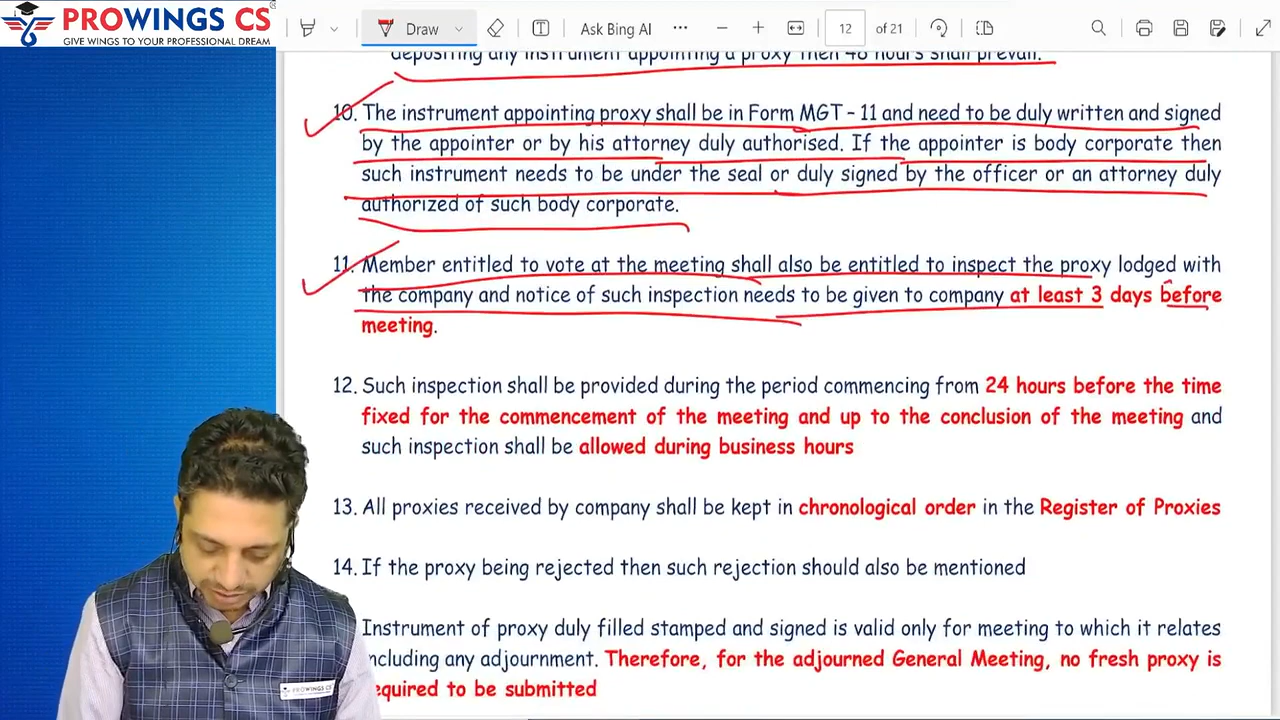 PROWINGS CS
GIVE WINGS TO YOUR PROFESSIONAL DREAM
Draw
Ask Bing AI
12 of 21
depositing any instrument appointing a proxy then 48 hours shall prevail.
10. The instrument appointing proxy shall be in Form MGT - 11 and need to be duly written and signed
by the appointer or by his attorney duly authorised. If the appointer is body corporate then
such instrument needs to be under the seal or duly signed by the officer or an attorney duly
authorized of such body corporate.
11. Member entitled to vote at the meeting shall also be entitled to inspect the proxy lodged with
the company and notice of such inspection needs to be given to company at least 3 days before
meeting.
12. Such inspection shall be provided during the period commencing from 24 hours before the time
fixed for the commencement of the meeting and up to the conclusion of the meeting and
such inspection shall be allowed during business hours
13. All proxies received by company shall be kept in chronological order in the Register of Proxies
14. If the proxy being rejected then such rejection should also be mentioned
Instrument of proxy duly filled stamped and signed is valid only for meeting to which it relates
including any adjournment. Therefore, for the adjourned General Meeting, no fresh proxy is
required to be submitted
PROWINGS CS